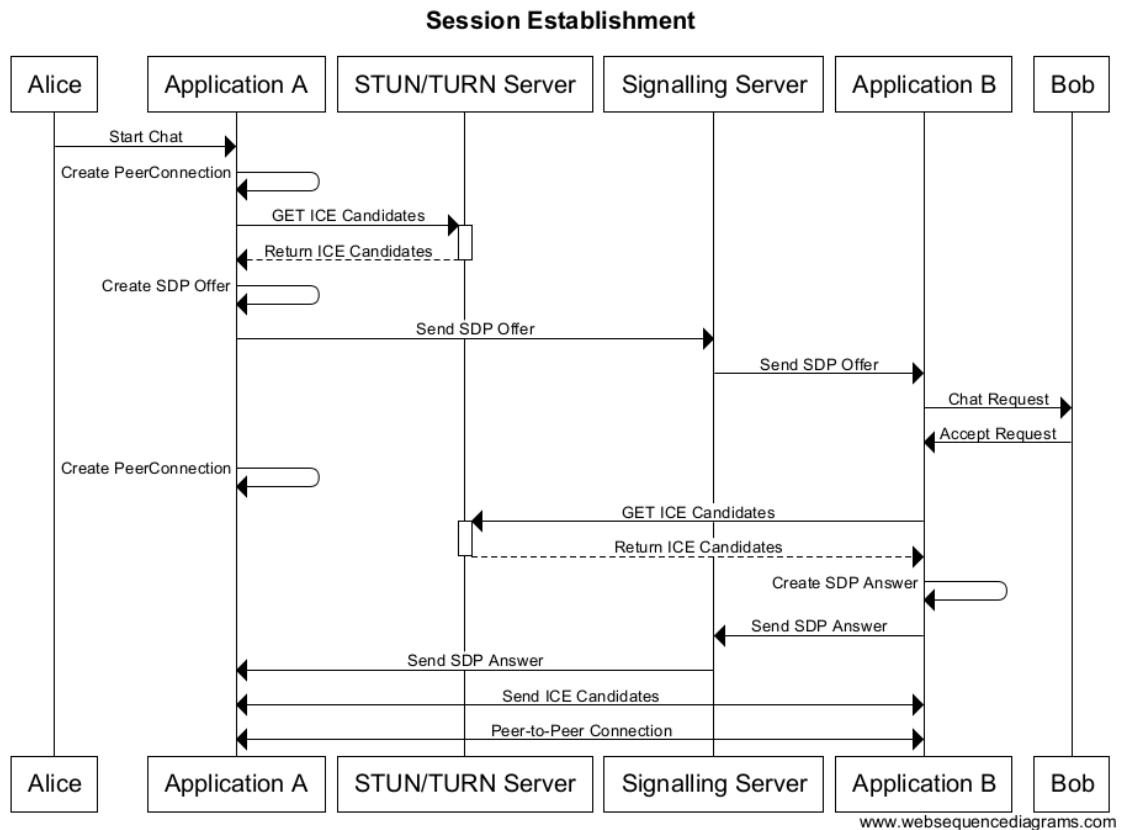 Session Establishment
Alice
Application A
STUN/TURN Server
Signalling Server
Application B
Bob
Start Chat
Create PeerConnection
GET ICE Candidates
Return ICE Candidates
Create SDP Offer
Send SDP Offer
Send SDP Offer
Chat Request
Accept Request
Create PeerConnection
GET ICE Candidates
Return ICE Candidates
Create SDP Answer
Send SDP Answer
Send SDP Answer
Send ICE Candidates
Peer-to-Peer Connection
Alice
Application A
STUN/TURN Server
Signalling Server
Application B
Bob
www.websequencediagrams.com